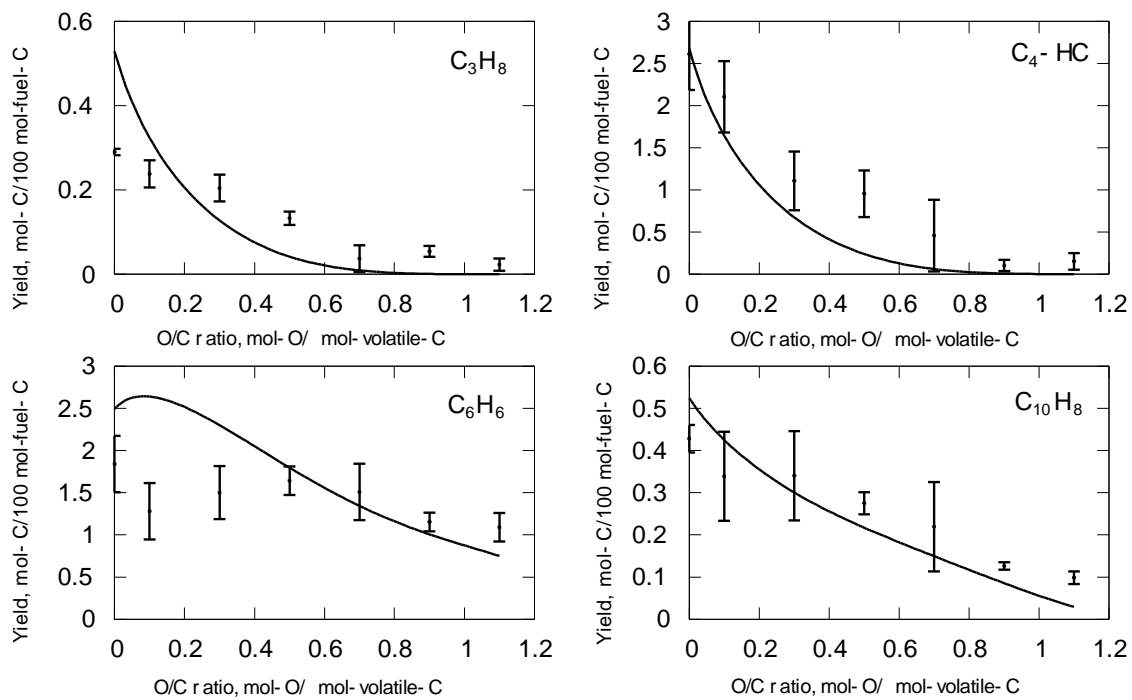 0.6
C3H8
0.4
0.2
0
Yield, mol- C/100 mol-fuel- C
0 0.2 0.4 0.6 0.8 1 1.2
O/C ratio, mol- O/ mol- volatile- C
3
C4- HC
2.5
2
1.5
1
0.5
0
Yield, mol- C/100 mol-fuel- C
0 0.2 0.4 0.6 0.8 1 1.2
O/C ratio, mol- O/ mol- volatile- C
3
C6H6
2.5
2
1.5
1
0.5
0
Yield, mol- C/100 mol-fuel- C
0 0.2 0.4 0.6 0.8 1 1.2
O/C ratio, mol- O/ mol- volatile- C
0.6
C10H8
0.5
0.4
0.3
0.2
0.1
0
Yield, mol- C/100 mol-fuel- C
0 0.2 0.4 0.6 0.8 1 1.2
O/C ratio, mol- O/ mol- volatile- C